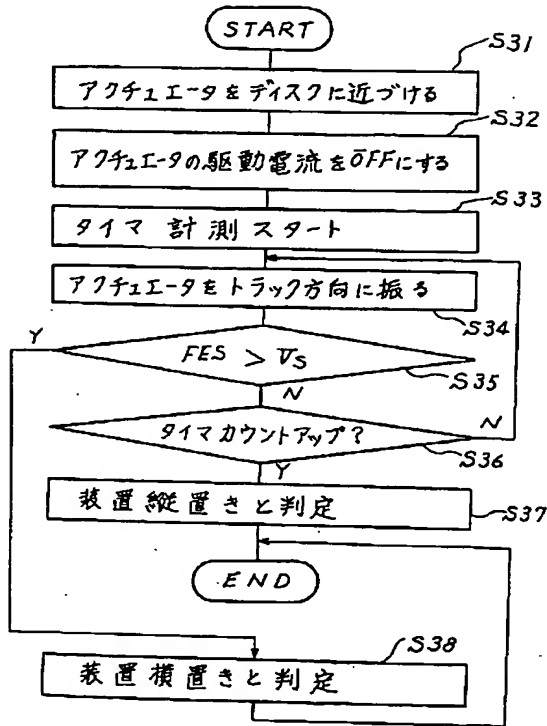 START
S31
アクチュエータをディスクに近づける
S32
アクチュエータの駆動電流をOFFにする
S33
タイマ 計測スタート
アクチュエータをトラック方向に振る
S34
Y
FES > VS
S35
N
タイマカウントアップ?
N
S36
Y
装置縦置きと判定
S37
END
S38
装置横置きと判定